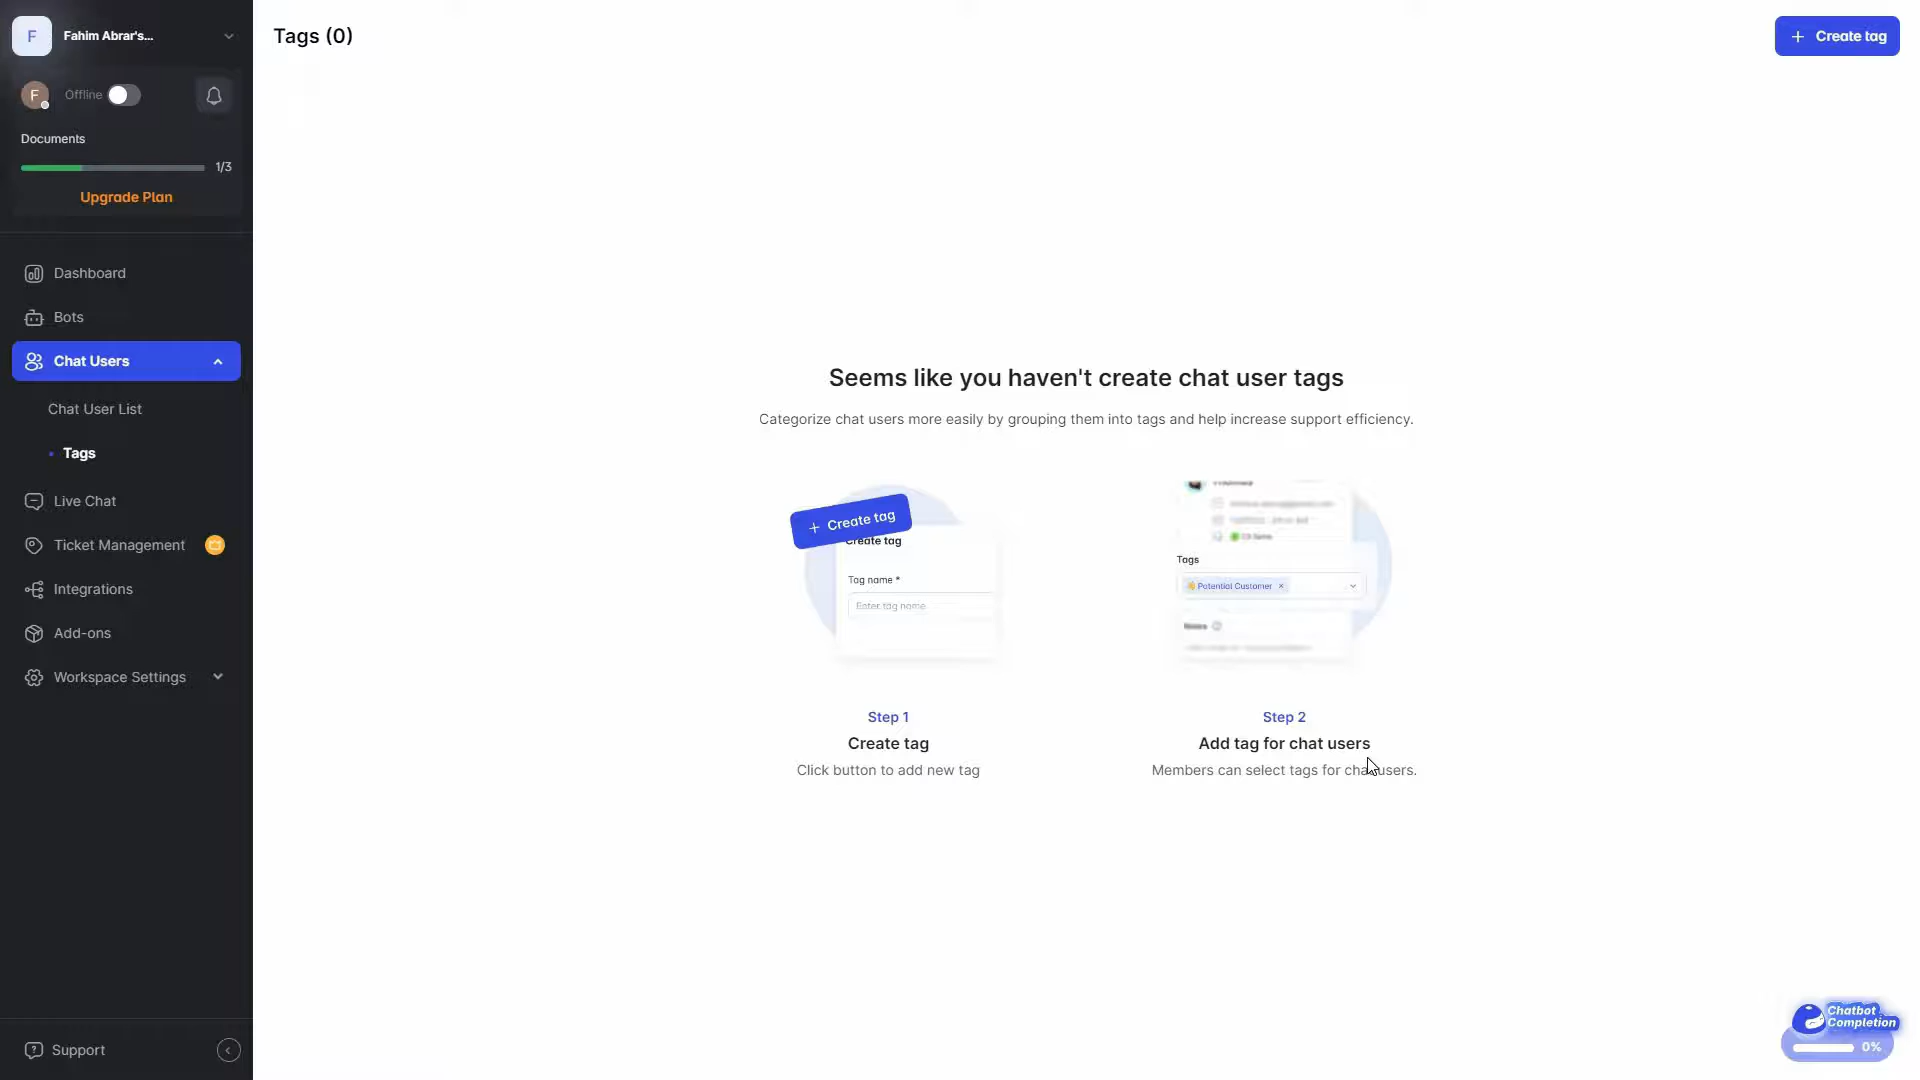 F
Fahim Abrar's...
F
Offline
Documents
1/3
Upgrade Plan
Dashboard
Bots
Chat Users
Chat User List
Tags
Live Chat
Ticket Management
Integrations
Add-ons
Workspace Settings
Support
Tags (0)
+ Create tag
Seems like you haven't create chat user tags
Categorize chat users more easily by grouping them into tags and help increase support efficiency.
+ Create tag
Create tag
Tag name *
Enter tag name
Tags
Potential Customer ×
Notes
Step 1
Create tag
Click button to add new tag
Step 2
Add tag for chat users
Members can select tags for chat users.
Chatbot
Completion
0%